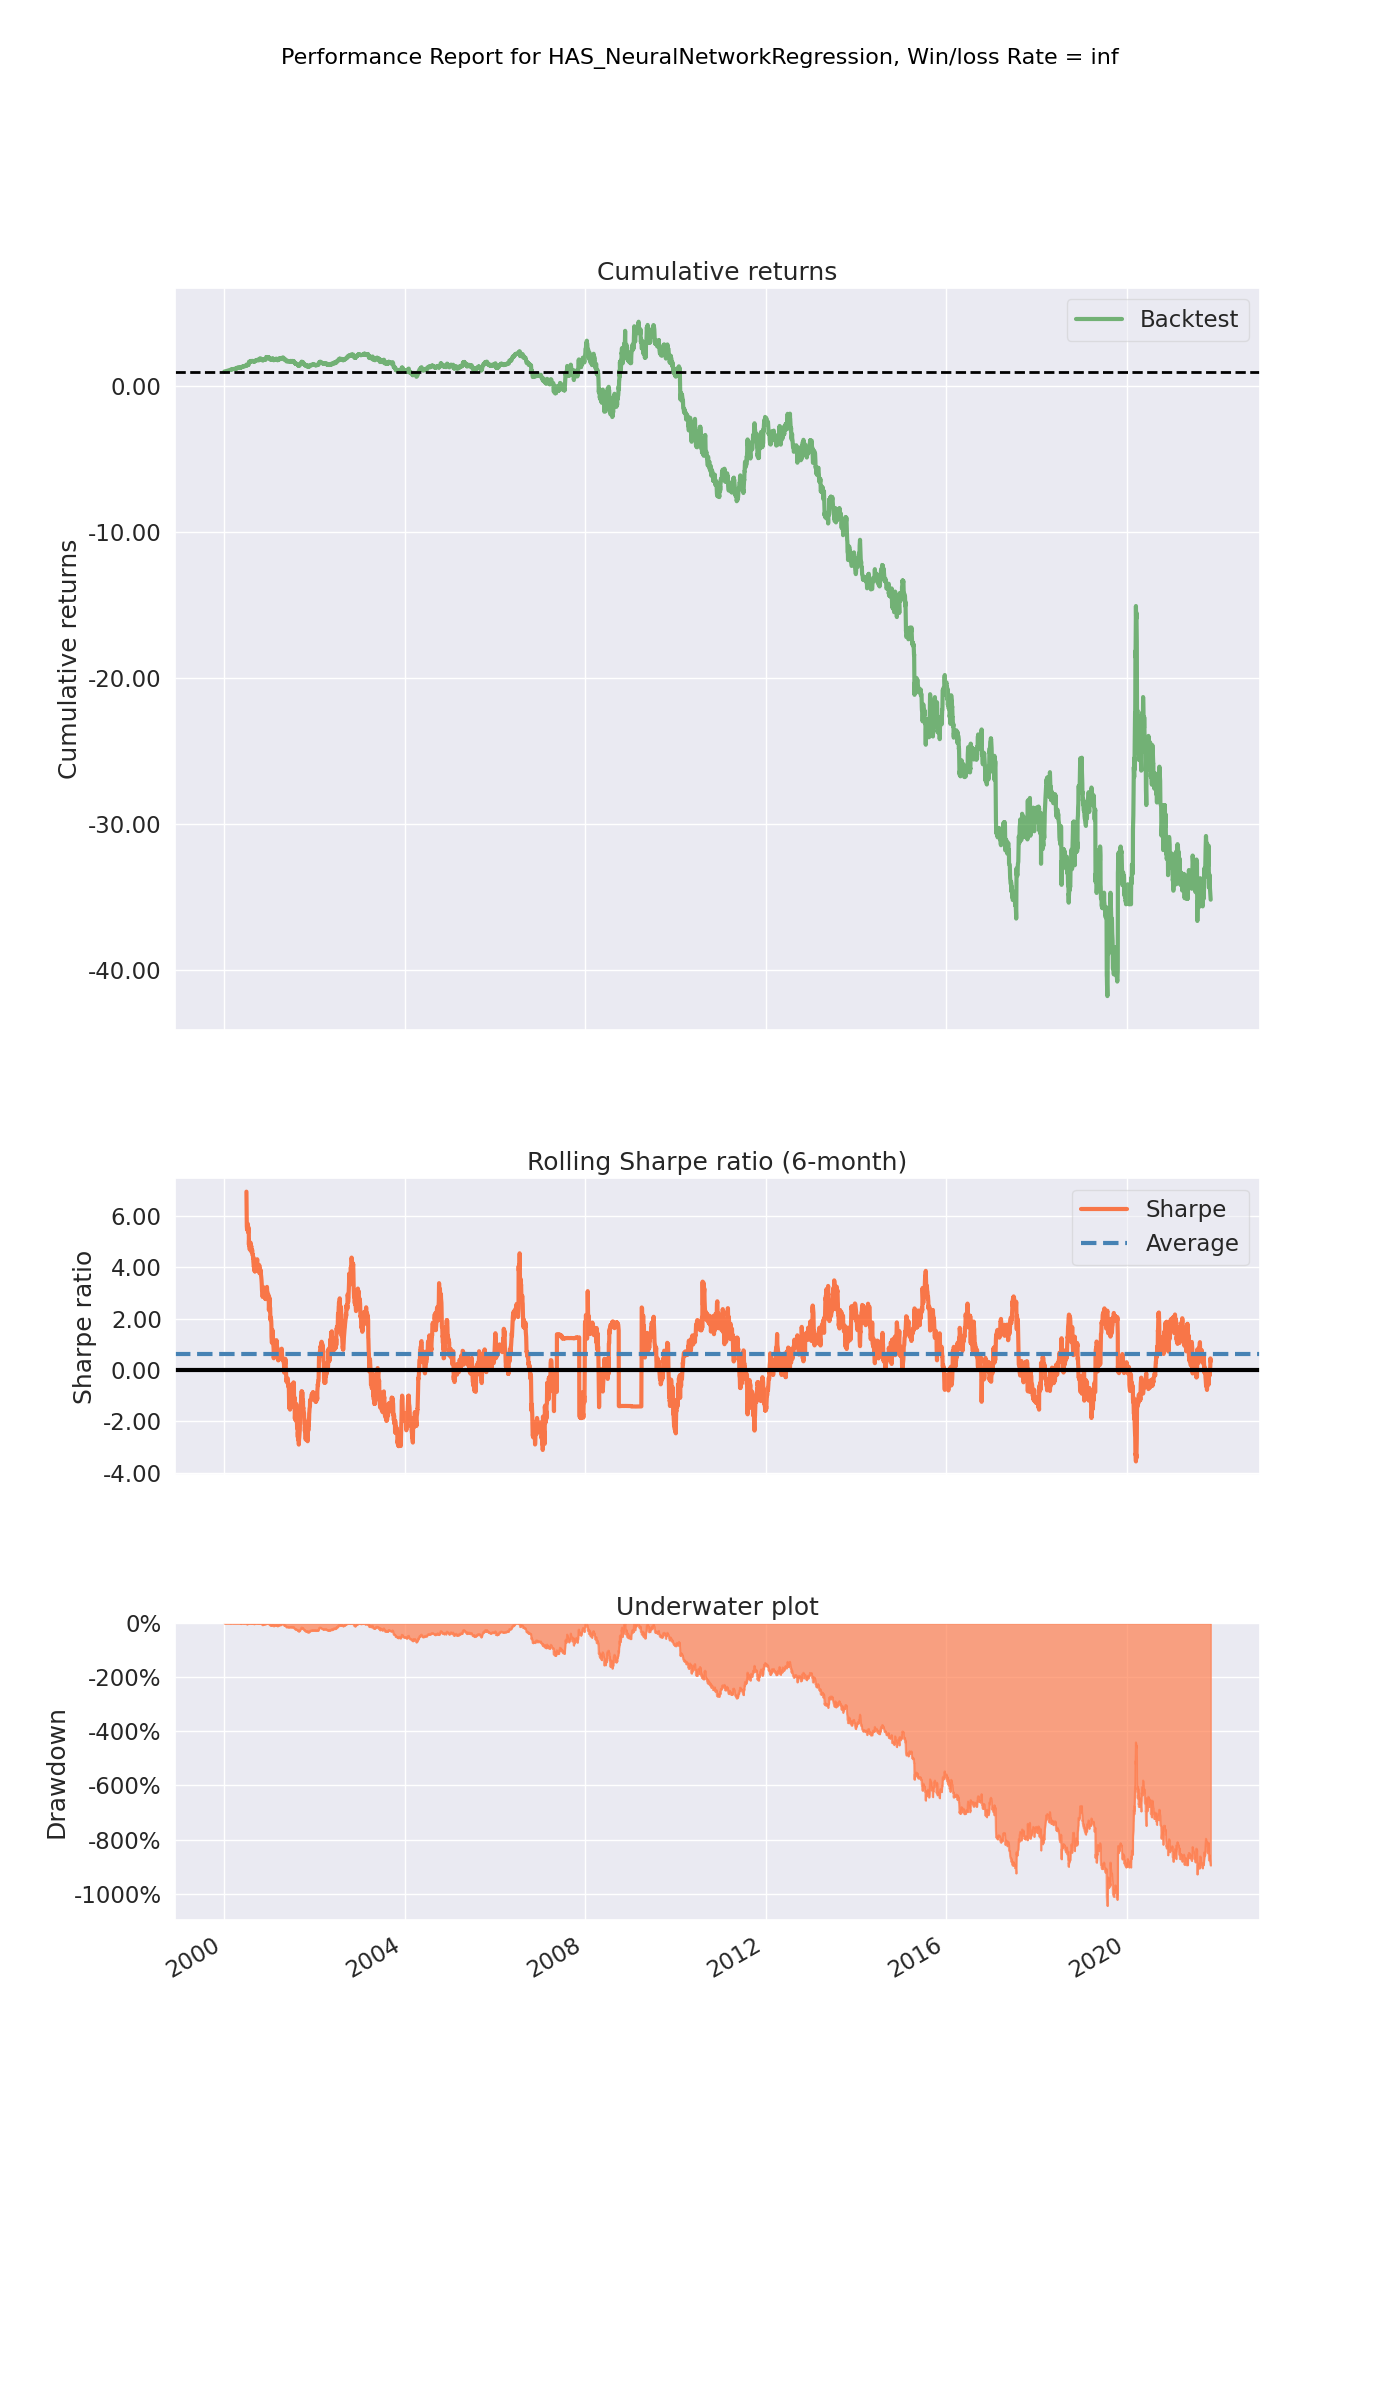 Performance Report for HAS_NeuralNetworkRegression, Win/loss Rate = inf
Cumulative returns
Backtest
0.00
-10.00
-20.00
-30.00
-40.00
Cumulative returns
Rolling Sharpe ratio (6-month)
Sharpe
Average
6.00
4.00
2.00
0.00
-2.00
-4.00
Sharpe ratio
Underwater plot
0%
-200%
-400%
-600%
-800%
-1000%
Drawdown
2000
2004
2008
2012
2016
2020